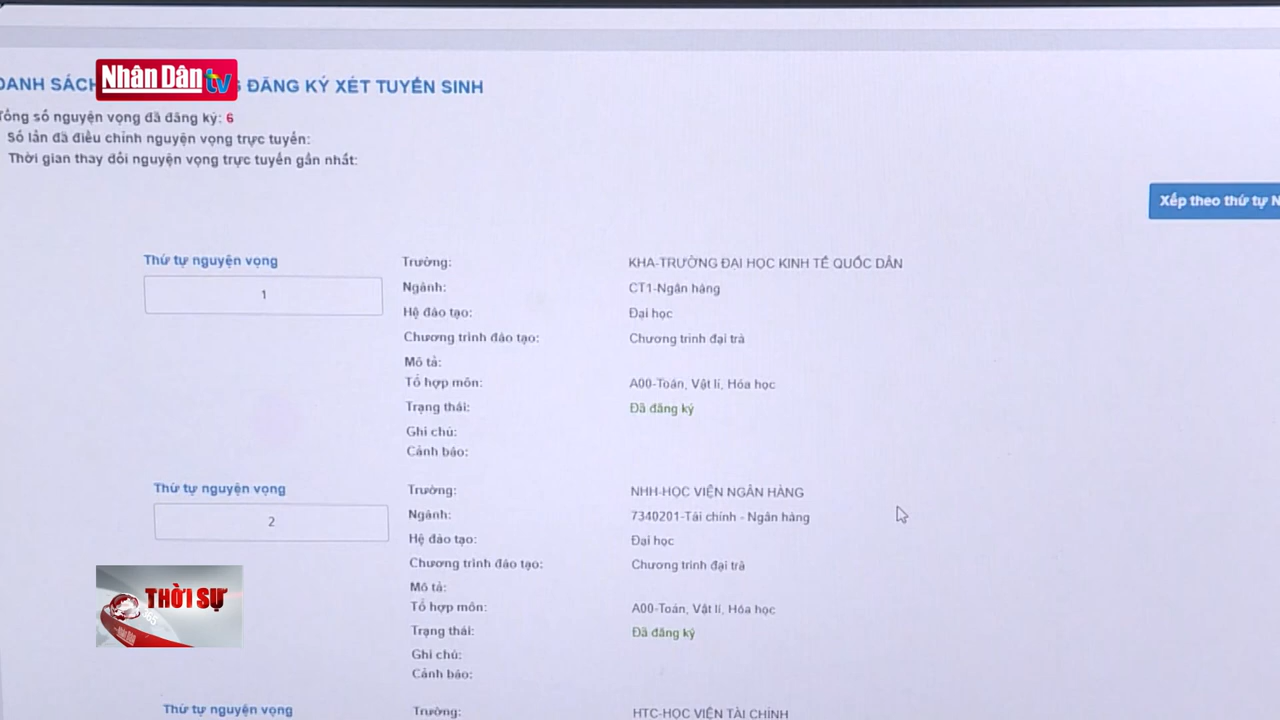 DANH SÁCH
Nhân Dân tv
ĐĂNG KÝ XÉT TUYỂN SINH
Tổng số nguyện vọng đã đăng ký: 6
Số lần đã điều chỉnh nguyện vọng trực tuyến:
Thời gian thay đổi nguyện vọng trực tuyến gần nhất:
Xếp theo thứ tự N
Thứ tự nguyện vọng
1
Trường: KHA-TRƯỜNG ĐẠI HỌC KINH TẾ QUỐC DÂN
Ngành: CT1-Ngân hàng
Hệ đào tạo: Đại học
Chương trình đào tạo: Chương trình đại trà
Mô tả:
Tổ hợp môn: A00-Toán, Vật lí, Hóa học
Trạng thái: Đã đăng ký
Ghi chú:
Cảnh báo:
Thứ tự nguyện vọng
2
Trường: NHH-HỌC VIỆN NGÂN HÀNG
Ngành: 7340201-Tài chính - Ngân hàng
Hệ đào tạo: Đại học
Chương trình đào tạo: Chương trình đại trà
Mô tả:
Tổ hợp môn: A00-Toán, Vật lí, Hóa học
Trạng thái: Đã đăng ký
Ghi chú:
Cảnh báo:
THỜI SỰ
365
NHÂN DÂN
Thứ tự nguyện vọng
Trường: HTC-HỌC VIỆN TÀI CHÍNH